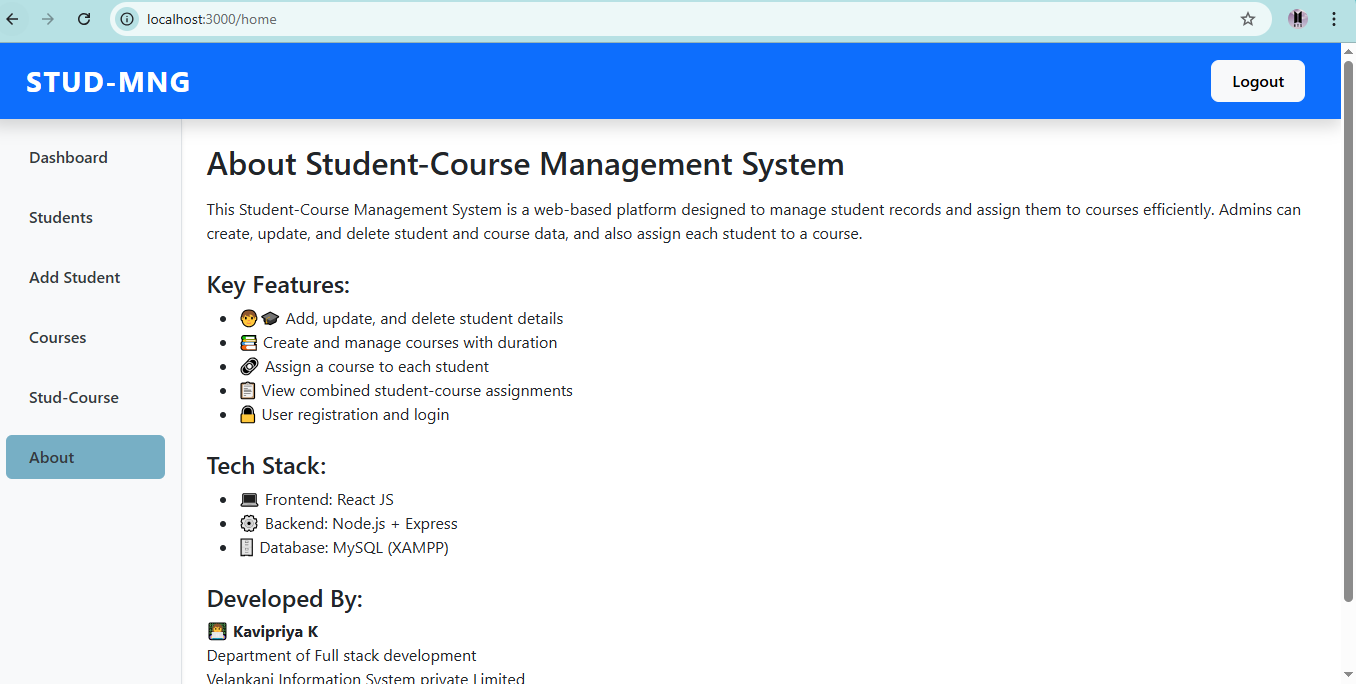 localhost:3000/home
STUD-MNG
Logout
Dashboard
Students
Add Student
Courses
Stud-Course
About
About Student-Course Management System
This Student-Course Management System is a web-based platform designed to manage student records and assign them to courses efficiently. Admins can
create, update, and delete student and course data, and also assign each student to a course.
Key Features:
Add, update, and delete student details
Create and manage courses with duration
Assign a course to each student
View combined student-course assignments
User registration and login
Tech Stack:
Frontend: React JS
Backend: Node.js + Express
Database: MySQL (XAMPP)
Developed By:
Kavipriya K
Department of Full stack development
Velankani Information System private Limited